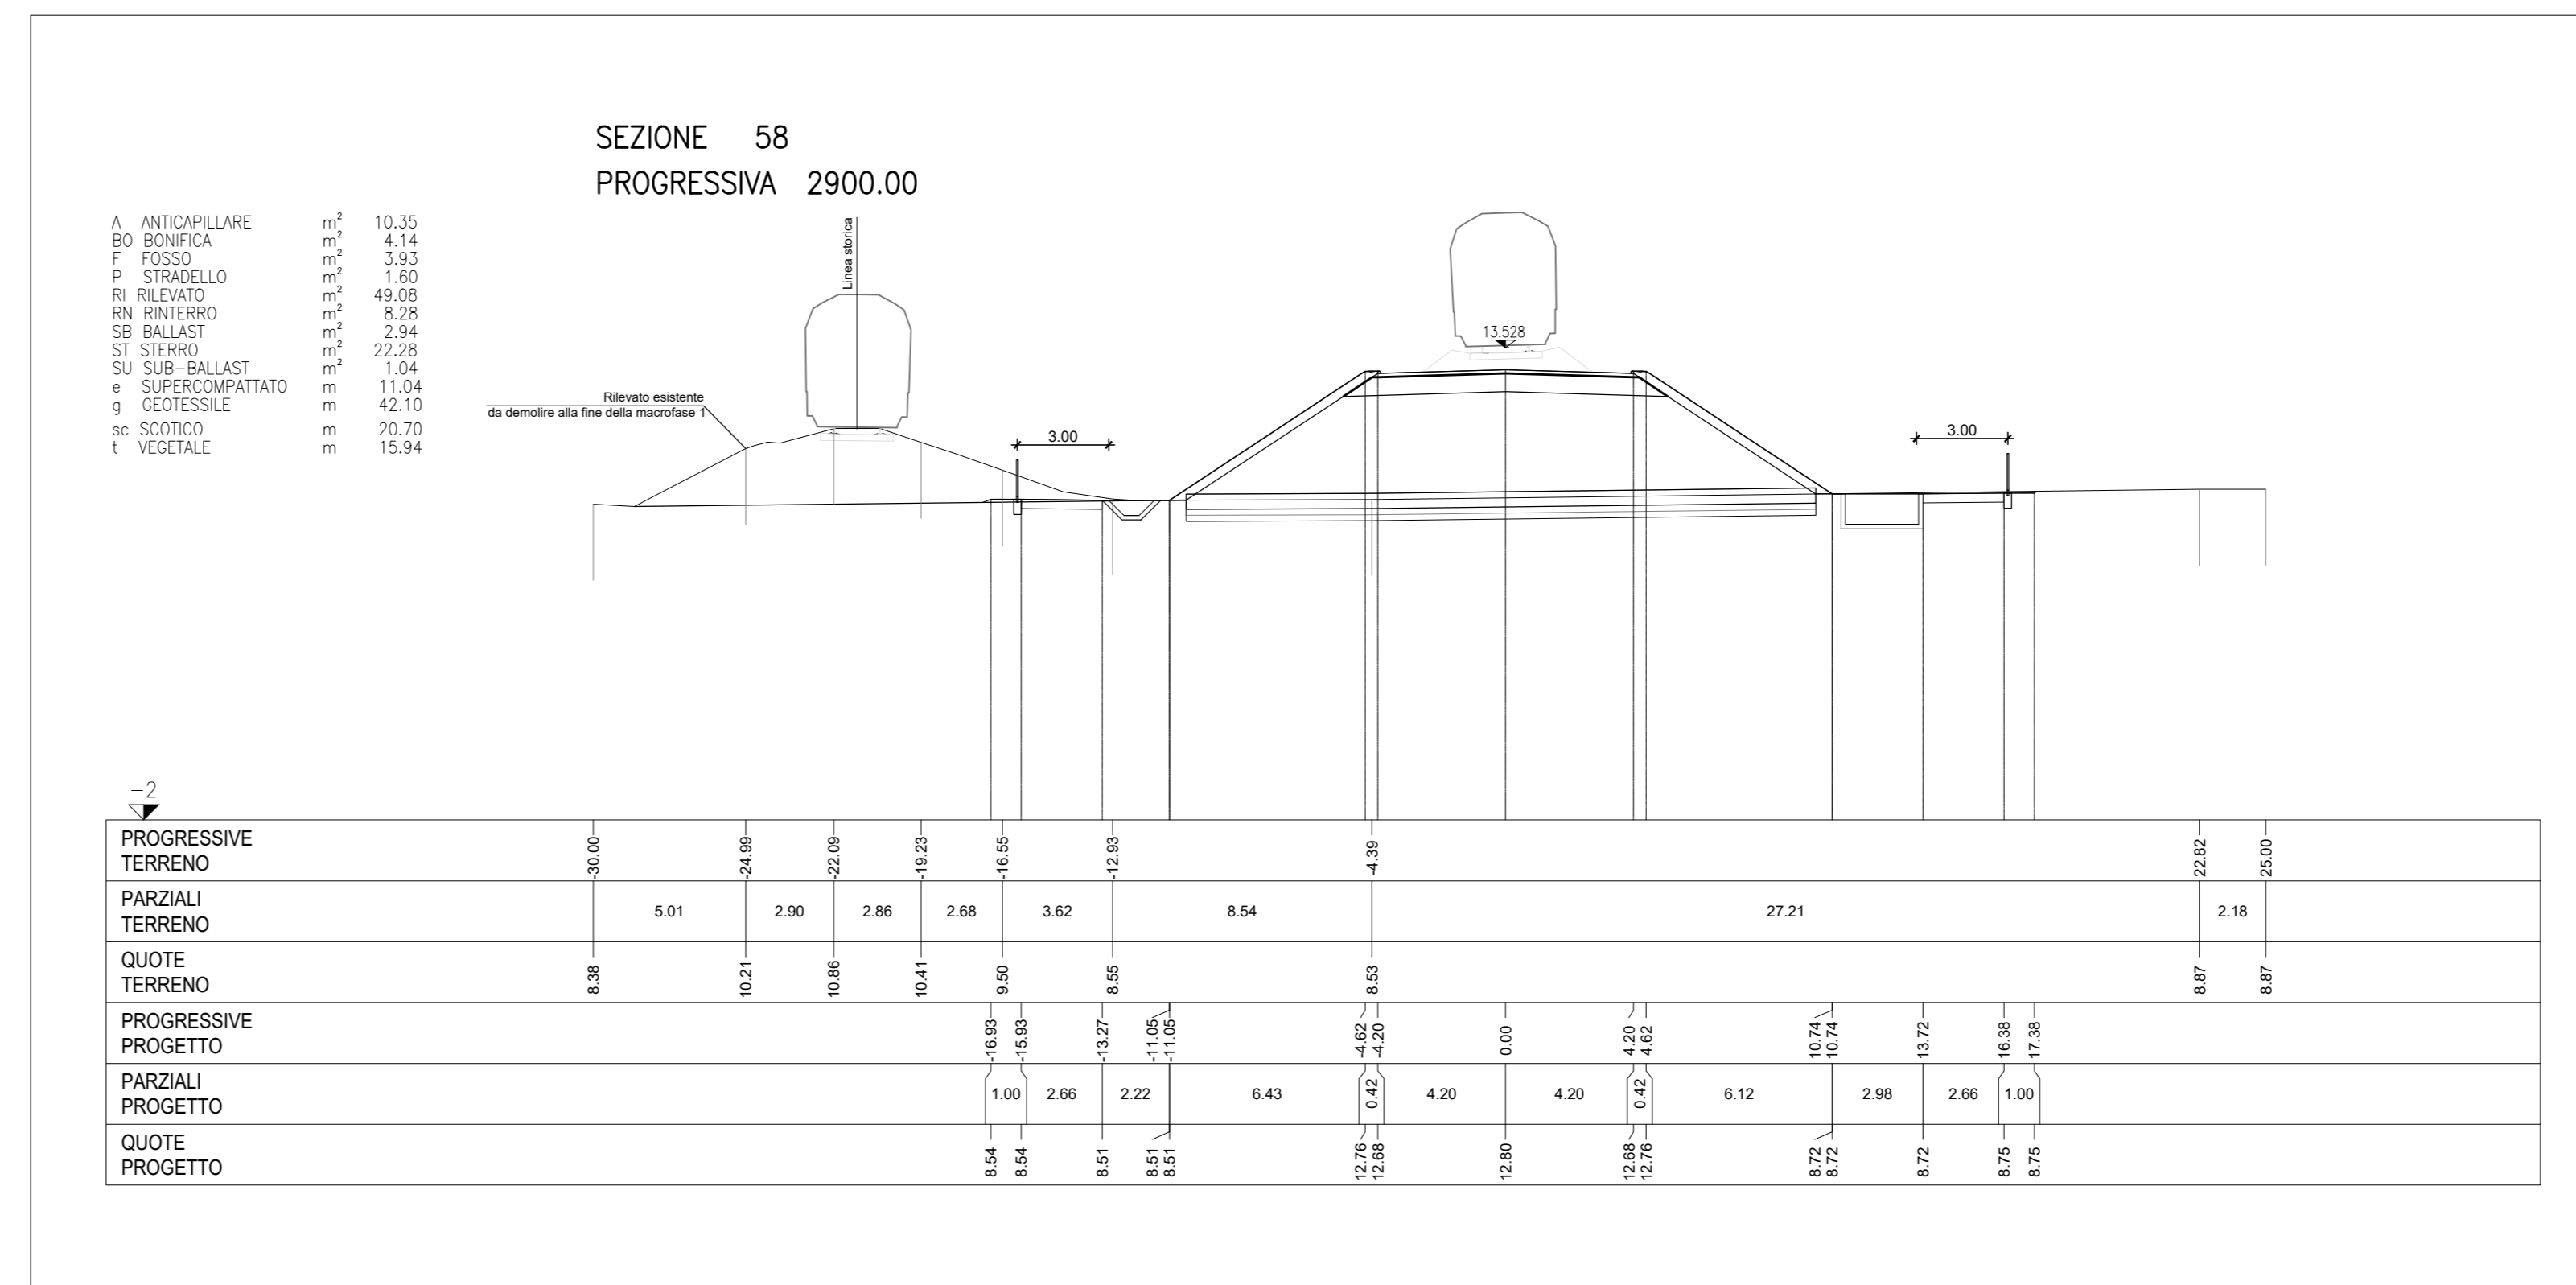 SEZIONE 58
PROGRESSIVA 2900.00
A ANTICAPILLARE m² 10.35
BO BONIFICA m² 4.14
F FOSSO m² 3.93
P STRADELLO m² 1.60
RI RILEVATO m² 49.08
RN RINTERRO m² 8.28
SB BALLAST m² 2.94
ST STERRO m² 22.28
SU SUB-BALLAST m² 1.04
e SUPERCOMPATTATO m 11.04
g GEOTESSILE m 42.10
sc SCOTICO m 20.70
t VEGETALE m 15.94
Linea storica
Rilevato esistente
da demolire alla fine della macrofase 1
3.00
13.528
3.00
-2
PROGRESSIVE
TERRENO
-30.00 -24.99 -22.09 -19.23 -16.55 -12.93 -4.39 22.82 25.00
PARZIALI
TERRENO
5.01 2.90 2.86 2.68 3.62 8.54 27.21 2.18
QUOTE
TERRENO
8.38 10.21 10.86 10.41 9.50 8.55 8.53 8.87 8.87
PROGRESSIVE
PROGETTO
-16.93 -15.93 -13.27 -11.05 -11.05 -4.62 -4.20 0.00 4.20 4.62 10.74 10.74 13.72 16.38 17.38
PARZIALI
PROGETTO
1.00 2.66 2.22 6.43 0.42 4.20 4.20 0.42 6.12 2.98 2.66 1.00
QUOTE
PROGETTO
8.54 8.54 8.51 8.51 8.51 12.76 12.68 12.80 12.68 12.76 8.72 8.72 8.72 8.75 8.75